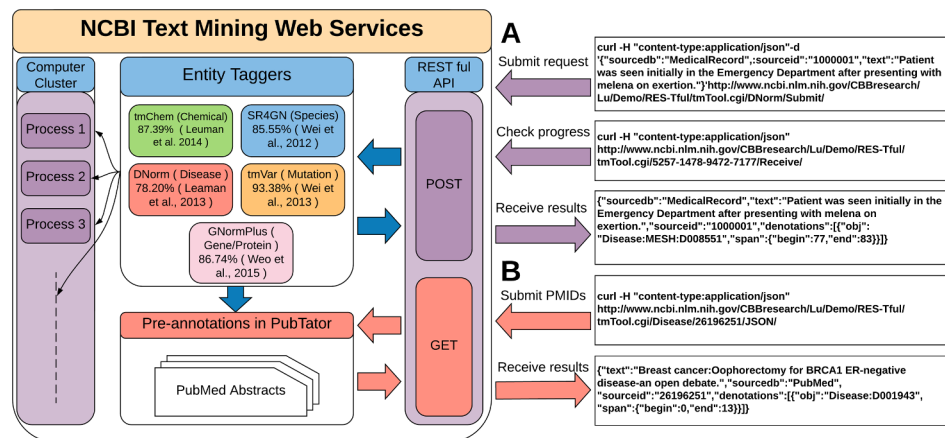 NCBI Text Mining Web Services
Computer
Cluster
Process 1
Process 2
Process 3
Entity Taggers
tmChem (Chemical)
87.39% ( Leuman
et al. 2014 )
SR4GN (Species)
85.55% ( Wei et
al., 2012 )
DNorm ( Disease )
78.20% ( Leaman
et al., 2013 )
tmVar ( Mutation )
93.38% ( Wei et
al., 2013 )
GNormPlus (
Gene/Protein )
86.74% ( Weo et
al., 2015 )
Pre-annotations in PubTator
PubMed Abstracts
REST ful
API
POST
GET
A
Submit request
curl -H "content-type:application/json"-d
'{"sourcedb":"MedicalRecord",:sourceid":"1000001","text":"Patient
was seen initially in the Emergency Department after presenting with
melena on exertion."}'http://www.ncbi.nlm.nih.gov/CBBresearch/
Lu/Demo/RES-Tful/tmTool.cgi/DNorm/Submit/
Check progress
curl -H "content-type:application/json"
http://www.ncbi.nlm.nih.gov/CBBresearch/Lu/Demo/RES-Tful/
tmTool.cgi/5257-1478-9472-7177/Receive/
Receive results
{"sourcedb":"MedicalRecord","text":"Patient was seen initially in the
Emergency Department after presenting with melena on
exertion.","sourceid":"1000001","denotations":[{"obj":
"Disease:MESH:D008551","span":{"begin":77,"end":83}}]}
B
Submit PMIDs
curl -H "content-type:application/json"
http://www.ncbi.nlm.nih.gov/CBBresearch/Lu/Demo/RES-Tful/
tmTool.cgi/Disease/26196251/JSON/
Receive results
{"text":"Breast cancer:Oophorectomy for BRCA1 ER-negative
disease-an open debate.","sourcedb":"PubMed",
"sourceid":"26196251","denotations":[{"obj":"Disease:D001943",
"span":{"begin":0,"end":13}}]}